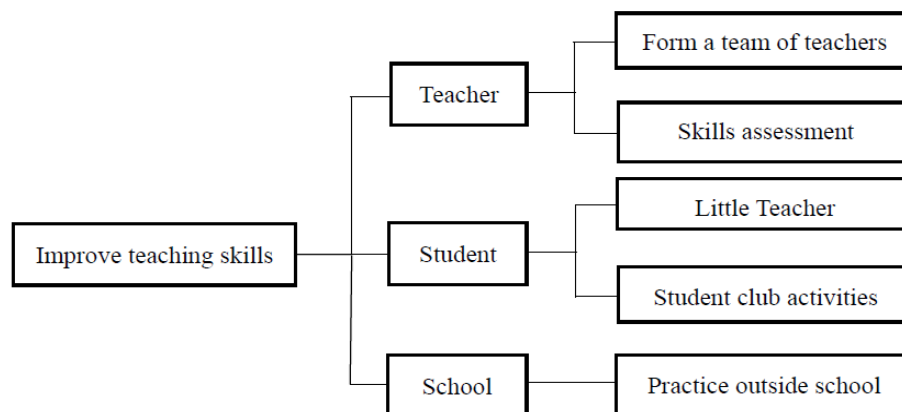 Form a team of teachers
Teacher
Skills assessment
Little Teacher
Improve teaching skills
Student
Student club activities
School
Practice outside school